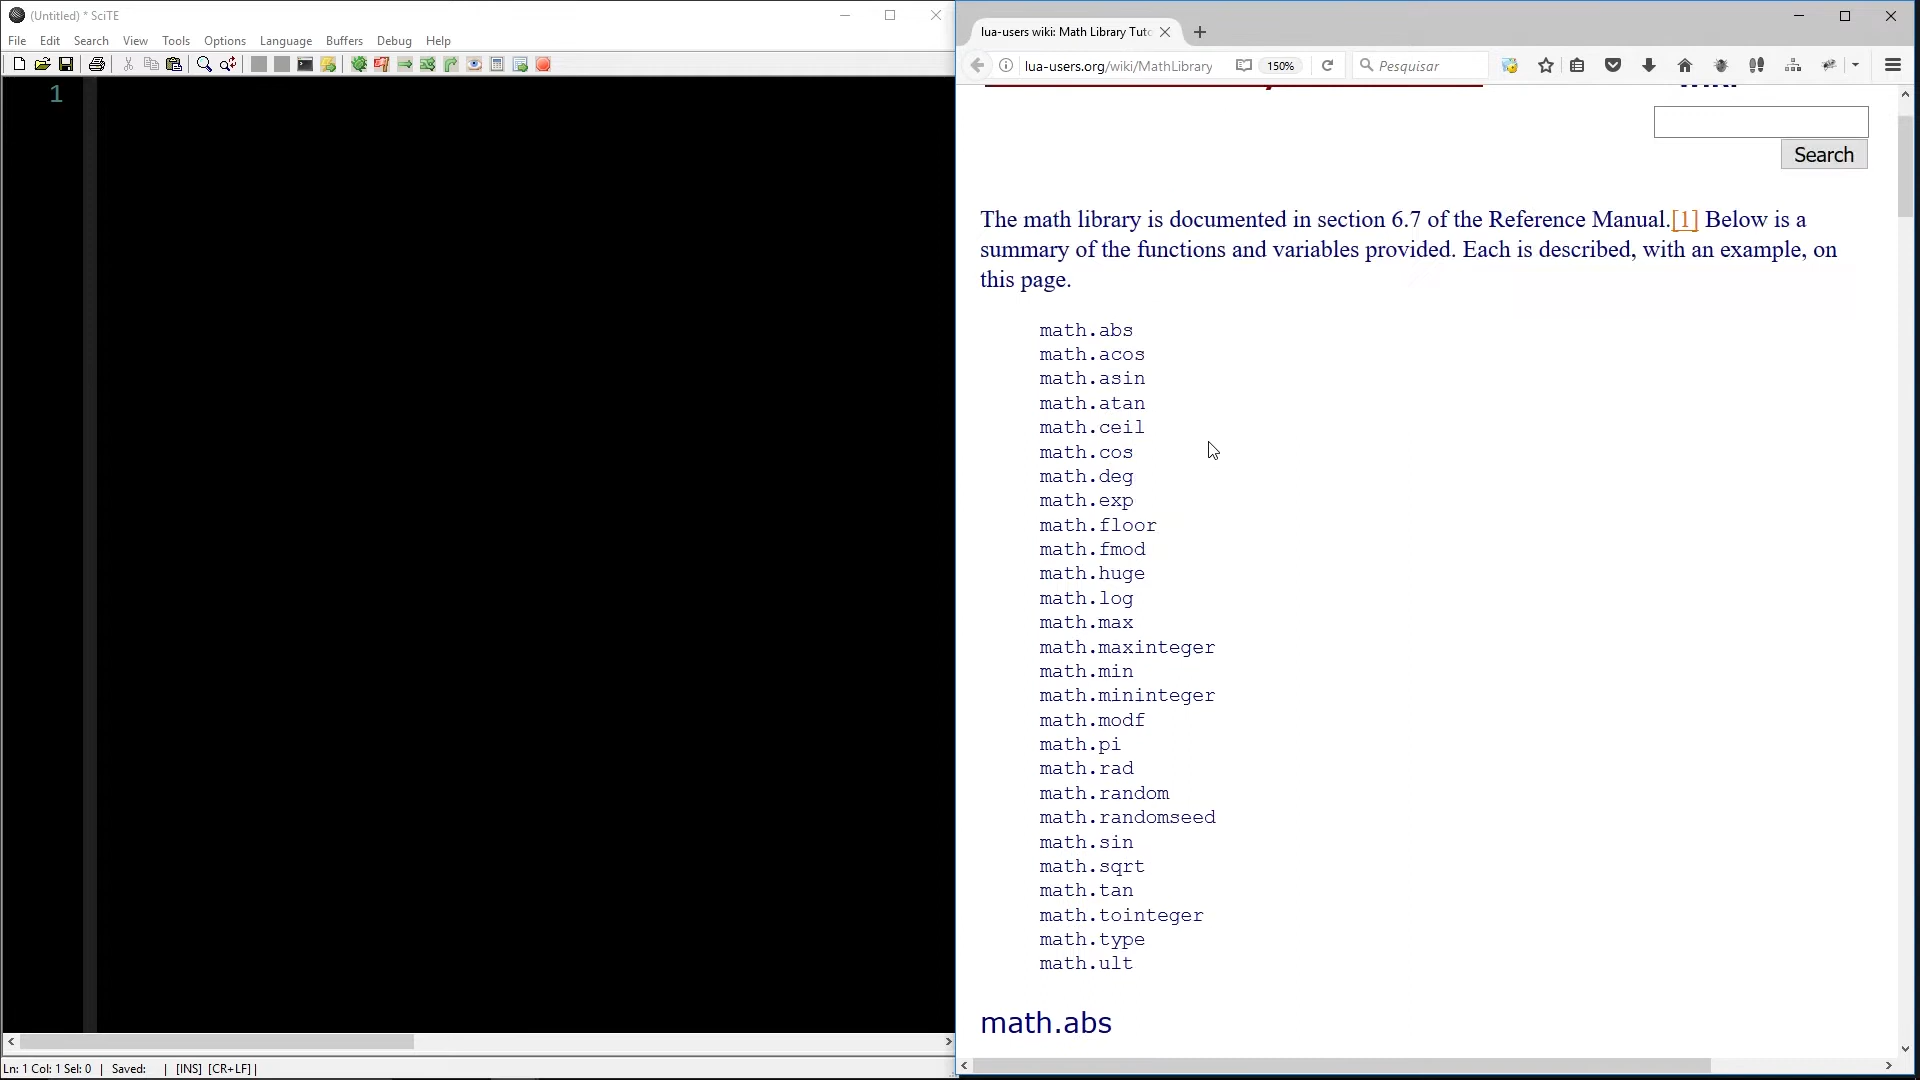 (Untitled) * SciTE
File Edit Search View Tools Options Language Buffers Debug Help
1
Ln: 1 Col: 1 Sel: 0 | Saved: | [INS] [CR+LF] |
lua-users wiki: Math Library Tuto
lua-users.org/wiki/MathLibrary
150%
Pesquisar
Search
The math library is documented in section 6.7 of the Reference Manual.[1] Below is a
summary of the functions and variables provided. Each is described, with an example, on
this page.
math.abs
math.acos
math.asin
math.atan
math.ceil
math.cos
math.deg
math.exp
math.floor
math.fmod
math.huge
math.log
math.max
math.maxinteger
math.min
math.mininteger
math.modf
math.pi
math.rad
math.random
math.randomseed
math.sin
math.sqrt
math.tan
math.tointeger
math.type
math.ult
math.abs